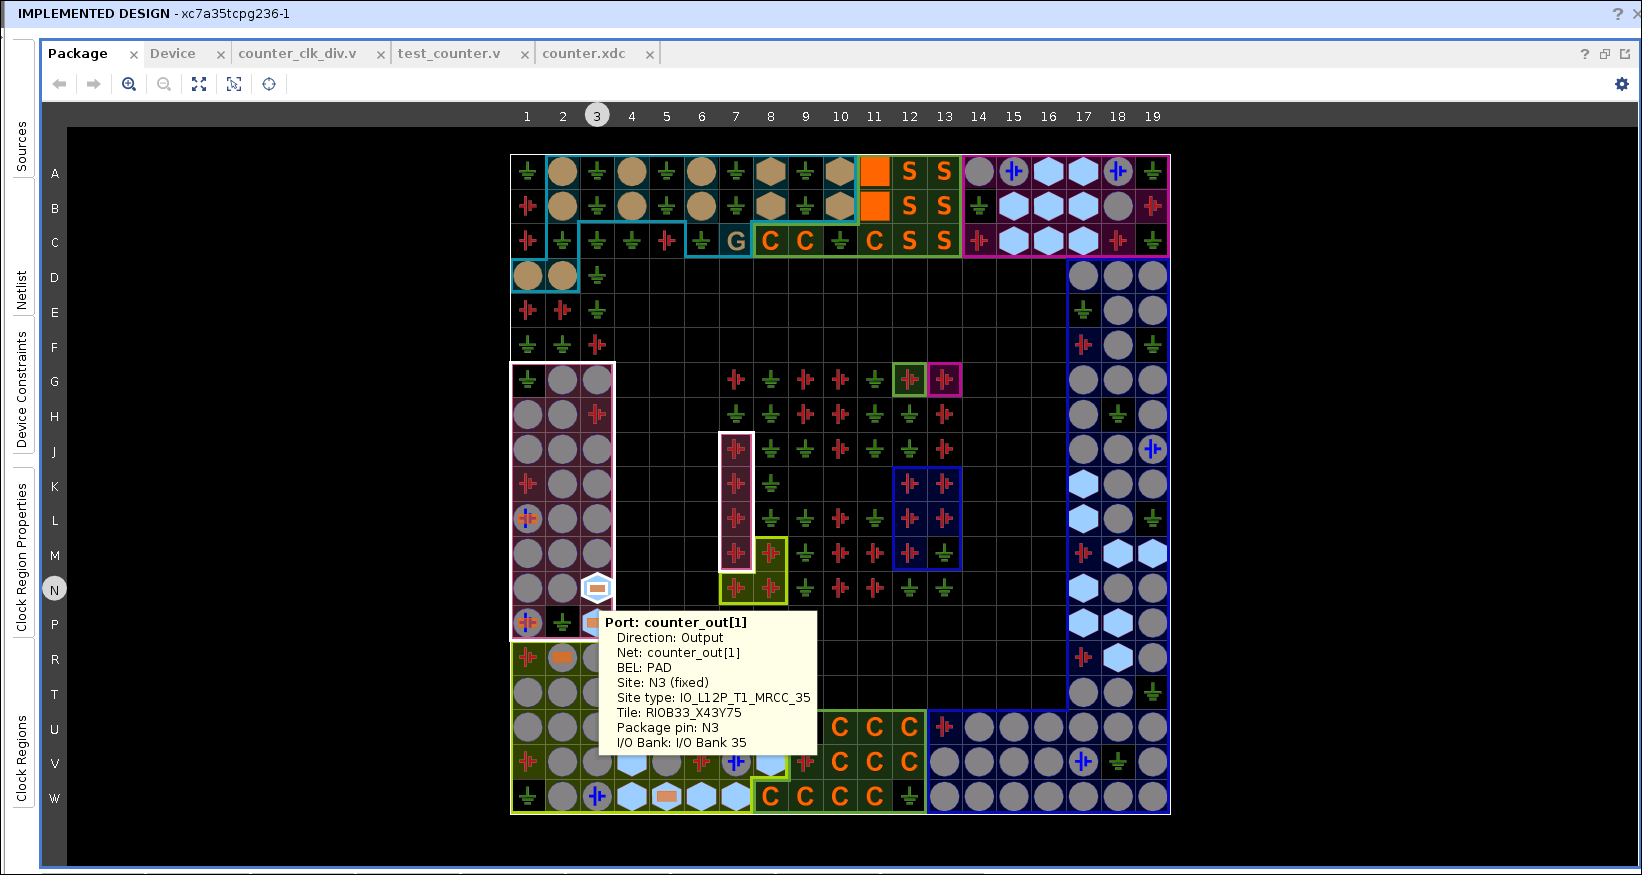 IMPLEMENTED DESIGN - xc7a35tcpg236-1
Package Device counter_clk_div.v test_counter.v counter.xdc
Sources
Netlist
Device Constraints
Clock Region Properties
Clock Regions
1 2 3 4 5 6 7 8 9 10 11 12 13 14 15 16 17 18 19
A S S
B S S
C G C C C S S
D
E
F
G
H
J
K
L
M
N
P
R
T
U C C C
V C C C
W C C C C
Port: counter_out[1]
Direction: Output
Net: counter_out[1]
BEL: PAD
Site: N3 (fixed)
Site type: IO_L12P_T1_MRCC_35
Tile: RIOB33_X43Y75
Package pin: N3
I/O Bank: I/O Bank 35